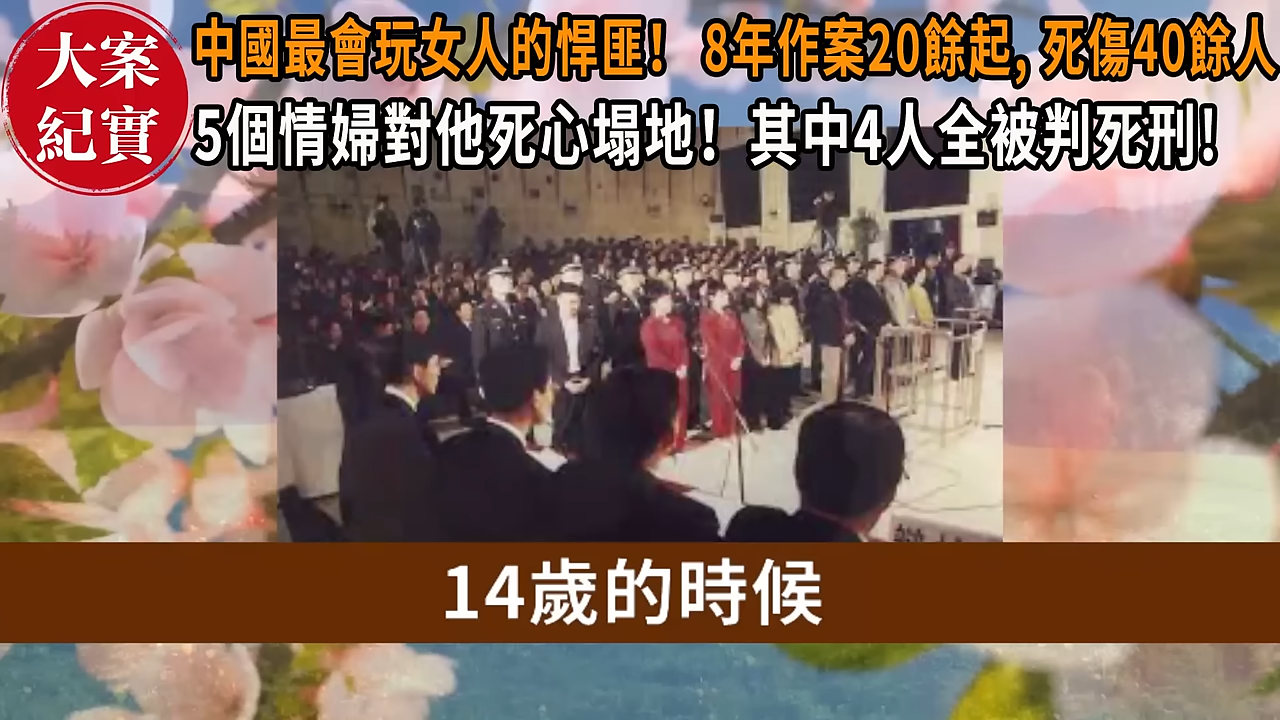 大案
紀實
中國最會玩女人的悍匪！ 8年作案20餘起, 死傷40餘人
5個情婦對他死心塌地！其中4人全被判死刑！
14歲的時候